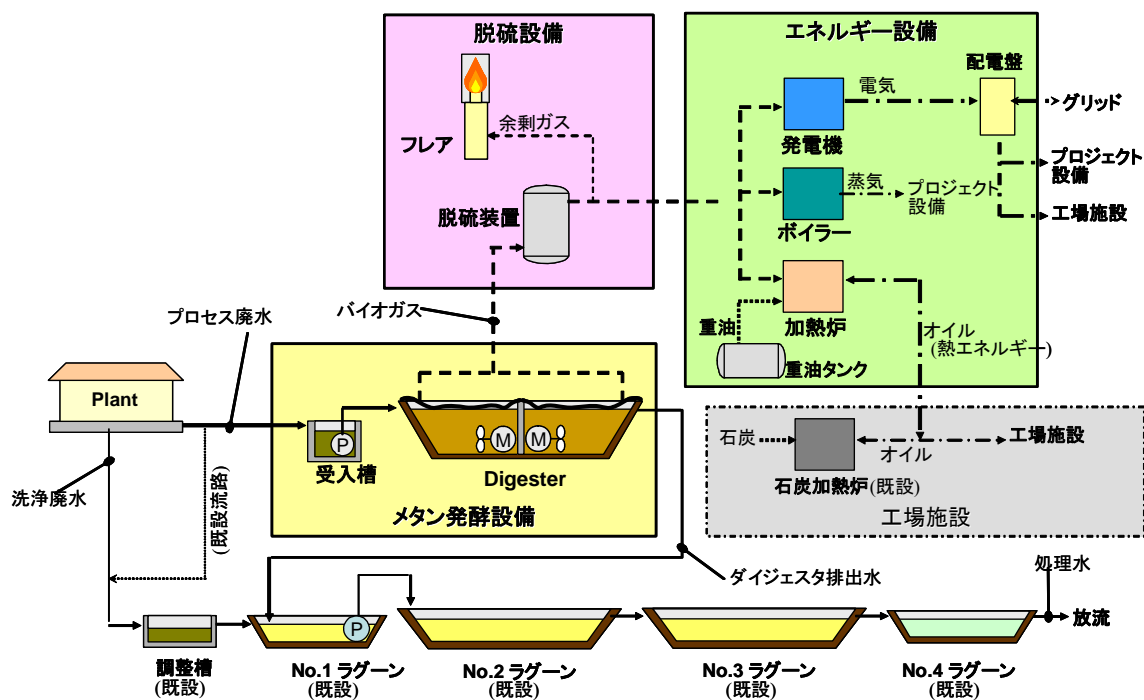 脱硫設備
フレア
余剰ガス
脱硫装置
エネルギー設備
配電盤
電気
グリッド
発電機
プロジェクト
設備
蒸気
プロジェクト
設備
ボイラー
工場施設
重油
加熱炉
重油タンク
オイル
(熱エネルギー)
プロセス廃水
バイオガス
Plant
P
受入槽
M
M
Digester
メタン発酵設備
洗浄廃水
(既設流路)
石炭
オイル
工場施設
石炭加熱炉(既設)
工場施設
ダイジェスタ排出水
処理水
P
放流
調整槽
(既設)
No.1 ラグーン
(既設)
No.2 ラグーン
(既設)
No.3 ラグーン
(既設)
No.4 ラグーン
(既設)